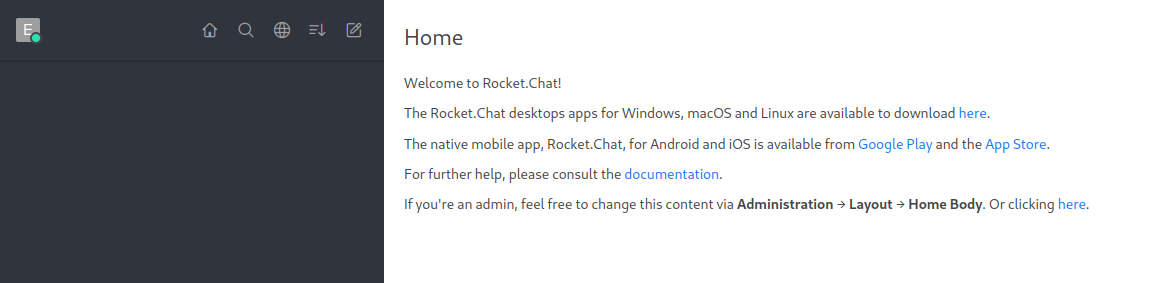 E
Home
Welcome to Rocket.Chat!
The Rocket.Chat desktops apps for Windows, macOS and Linux are available to download here.
The native mobile app, Rocket.Chat, for Android and iOS is available from Google Play and the App Store.
For further help, please consult the documentation.
If you're an admin, feel free to change this content via Administration → Layout → Home Body. Or clicking here.